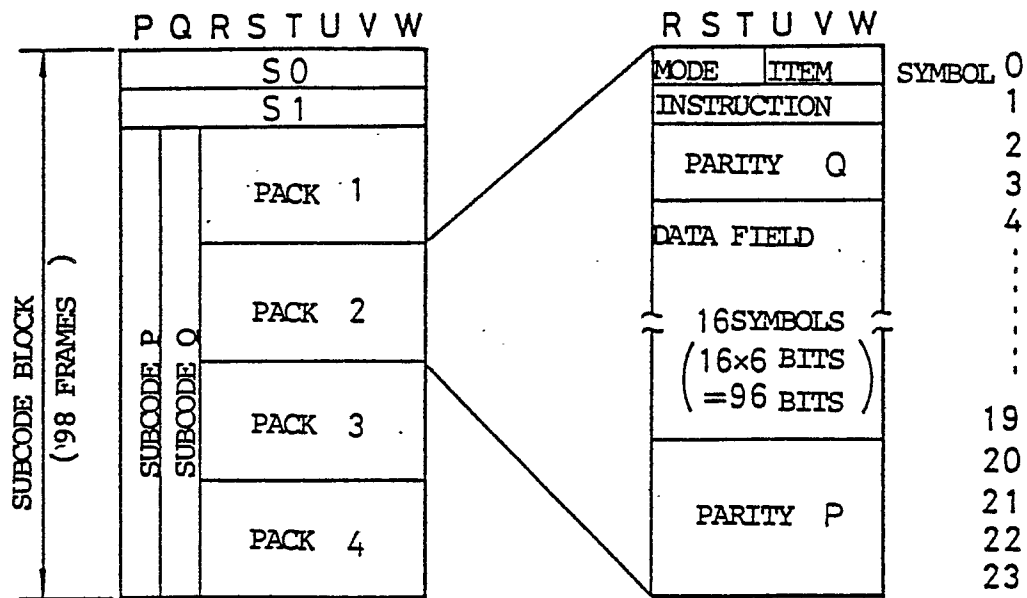 P Q R S T U V W
S0
S1
PACK 1
PACK 2
PACK 3
PACK 4
SUBCODE P
SUBCODE Q
SUBCODE BLOCK
(98 FRAMES )
R S T U V W
MODE ITEM
INSTRUCTION
PARITY Q
DATA FIELD
16SYMBOLS
(16×6 BITS
=96 BITS)
PARITY P
SYMBOL 0
1
2
3
4
19
20
21
22
23